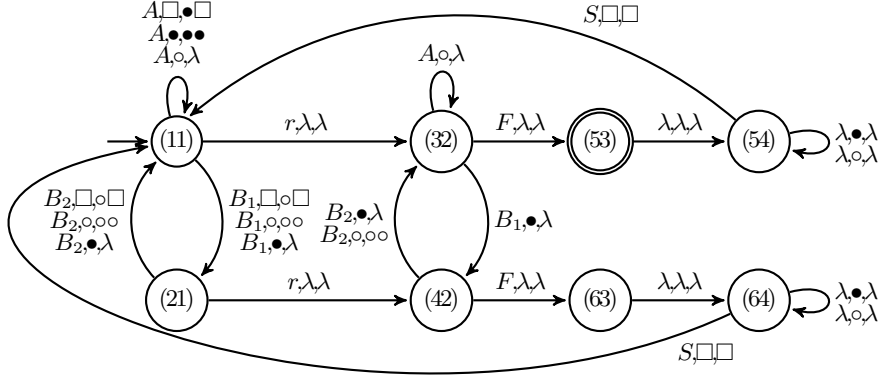 A,□,●□
A,●,●●
A,○,λ
S,□,□
A,○,λ
(11)
r,λ,λ
(32)
F,λ,λ
(53)
λ,λ,λ
(54)
λ,●,λ
λ,○,λ
B₂,□,○□
B₂,○,○○
B₂,●,λ
B₁,□,○□
B₁,○,○○
B₁,●,λ
B₂,●,λ
B₂,○,○○
B₁,●,λ
(21)
r,λ,λ
(42)
F,λ,λ
(63)
λ,λ,λ
(64)
λ,●,λ
λ,○,λ
S,□,□